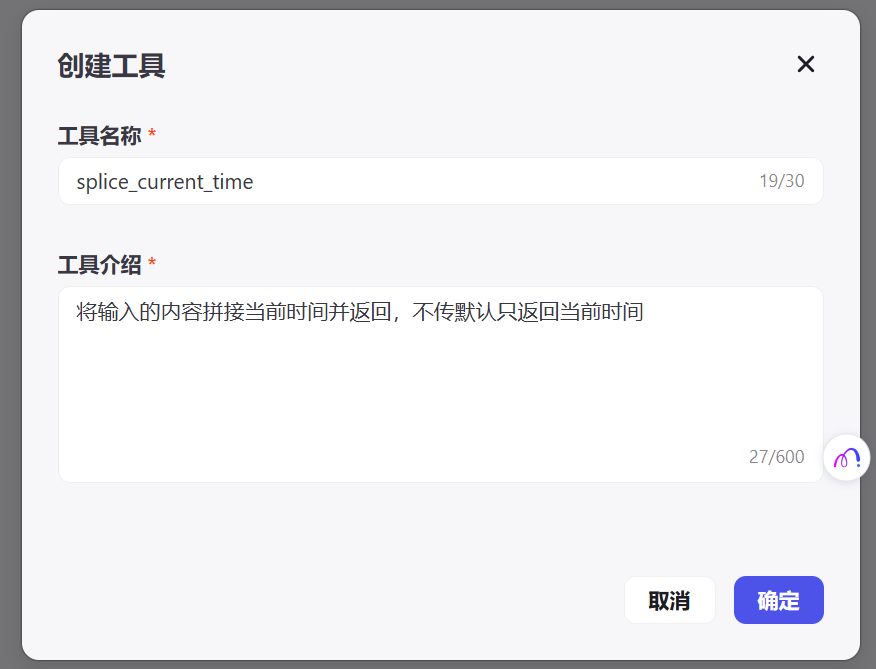 创建工具
工具名称 *
splice_current_time 19/30
工具介绍 *
将输入的内容拼接当前时间并返回，不传默认只返回当前时间
27/600
取消 确定